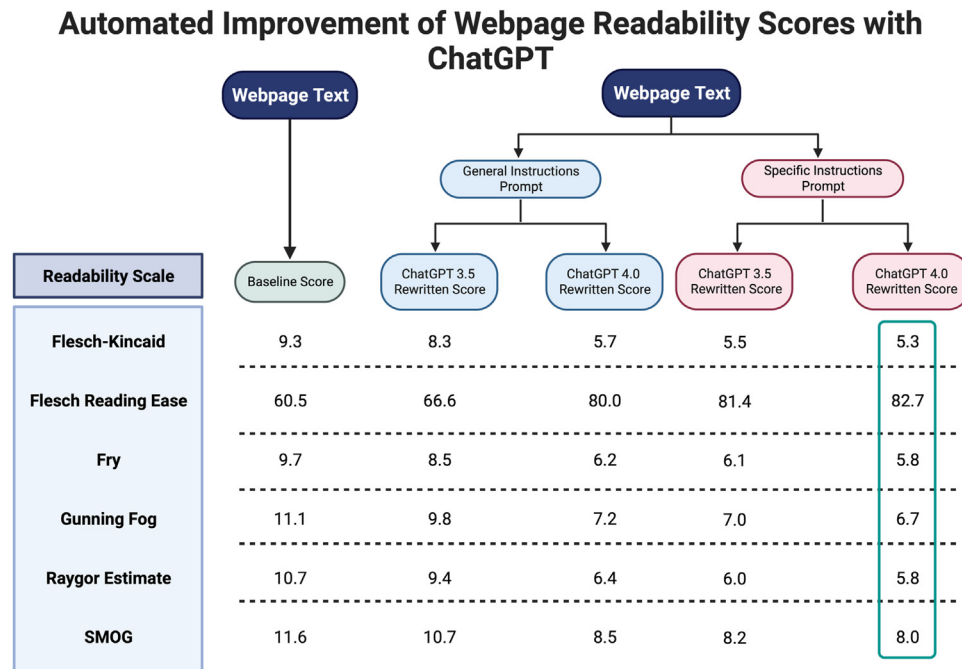 Automated Improvement of Webpage Readability Scores with
ChatGPT
Webpage Text
Webpage Text
General Instructions
Prompt
Specific Instructions
Prompt
Readability Scale
Baseline Score
ChatGPT 3.5
Rewritten Score
ChatGPT 4.0
Rewritten Score
ChatGPT 3.5
Rewritten Score
ChatGPT 4.0
Rewritten Score
Flesch-Kincaid 9.3 8.3 5.7 5.5 5.3
Flesch Reading Ease 60.5 66.6 80.0 81.4 82.7
Fry 9.7 8.5 6.2 6.1 5.8
Gunning Fog 11.1 9.8 7.2 7.0 6.7
Raygor Estimate 10.7 9.4 6.4 6.0 5.8
SMOG 11.6 10.7 8.5 8.2 8.0